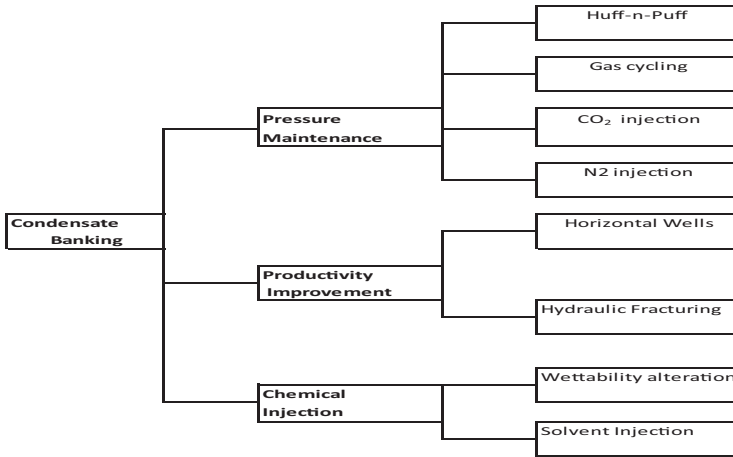 Huff-n-Puff
Gas cycling
Pressure
Maintenance
CO₂ injection
N2 injection
Condensate
Banking
Horizontal Wells
Productivity
Improvement
Hydraulic Fracturing
Wettability alteration
Chemical
Injection
Solvent Injection